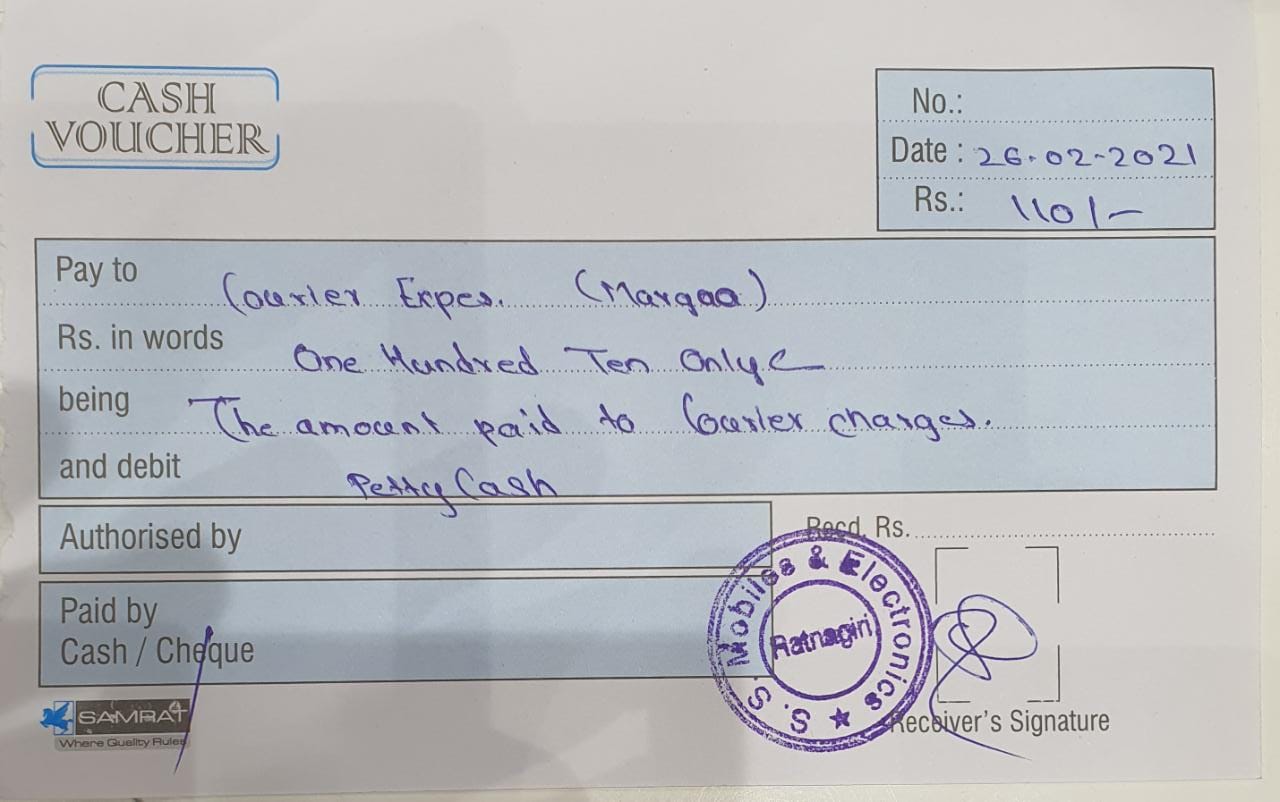 CASH
VOUCHER
No.:
Date : 26-02-2021
Rs.: 110/-
Pay to Courier Expes. (Margaa)
Rs. in words One Hundred Ten Only
being The amount paid to Courier charges.
and debit Petty Cash
Authorised by
Recd. Rs.
Paid by
Cash / Cheque
S. S. Mobiles & Electronics
Ratnagiri
Receiver's Signature
SAMRAT
Where Quality Rules